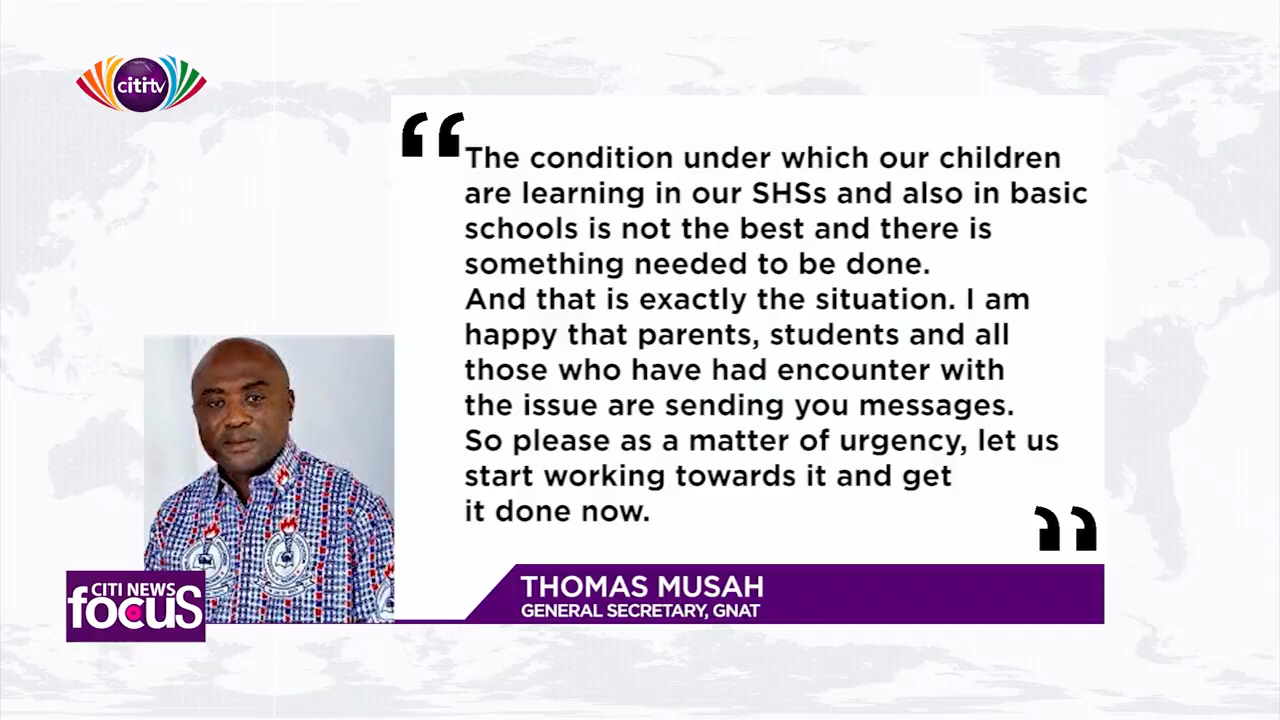 citi tv
“The condition under which our children
are learning in our SHSs and also in basic
schools is not the best and there is
something needed to be done.
And that is exactly the situation. I am
happy that parents, students and all
those who have had encounter with
the issue are sending you messages.
So please as a matter of urgency, let us
start working towards it and get
it done now.”
THOMAS MUSAH
GENERAL SECRETARY, GNAT
CITI NEWS
focus